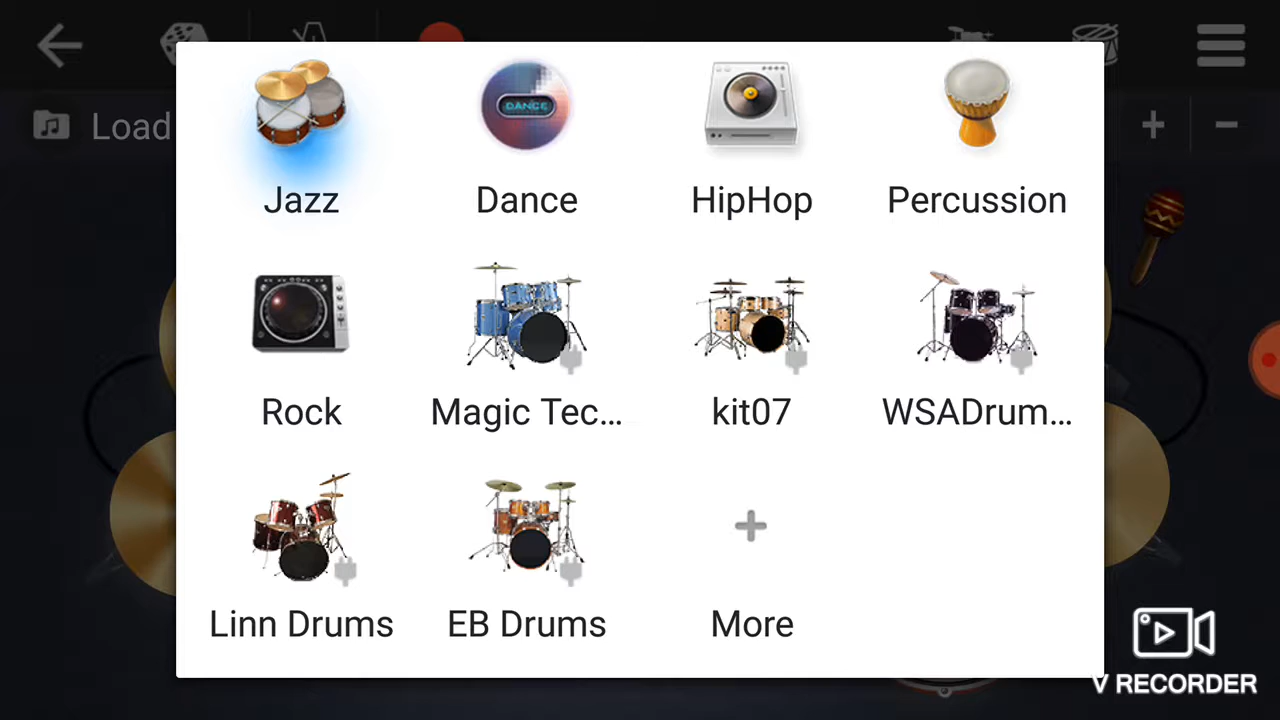 Load
Jazz
DANCE
Dance
HipHop
Percussion
Rock
Magic Tec...
kit07
WSADrum...
Linn Drums
EB Drums
More
V RECORDER